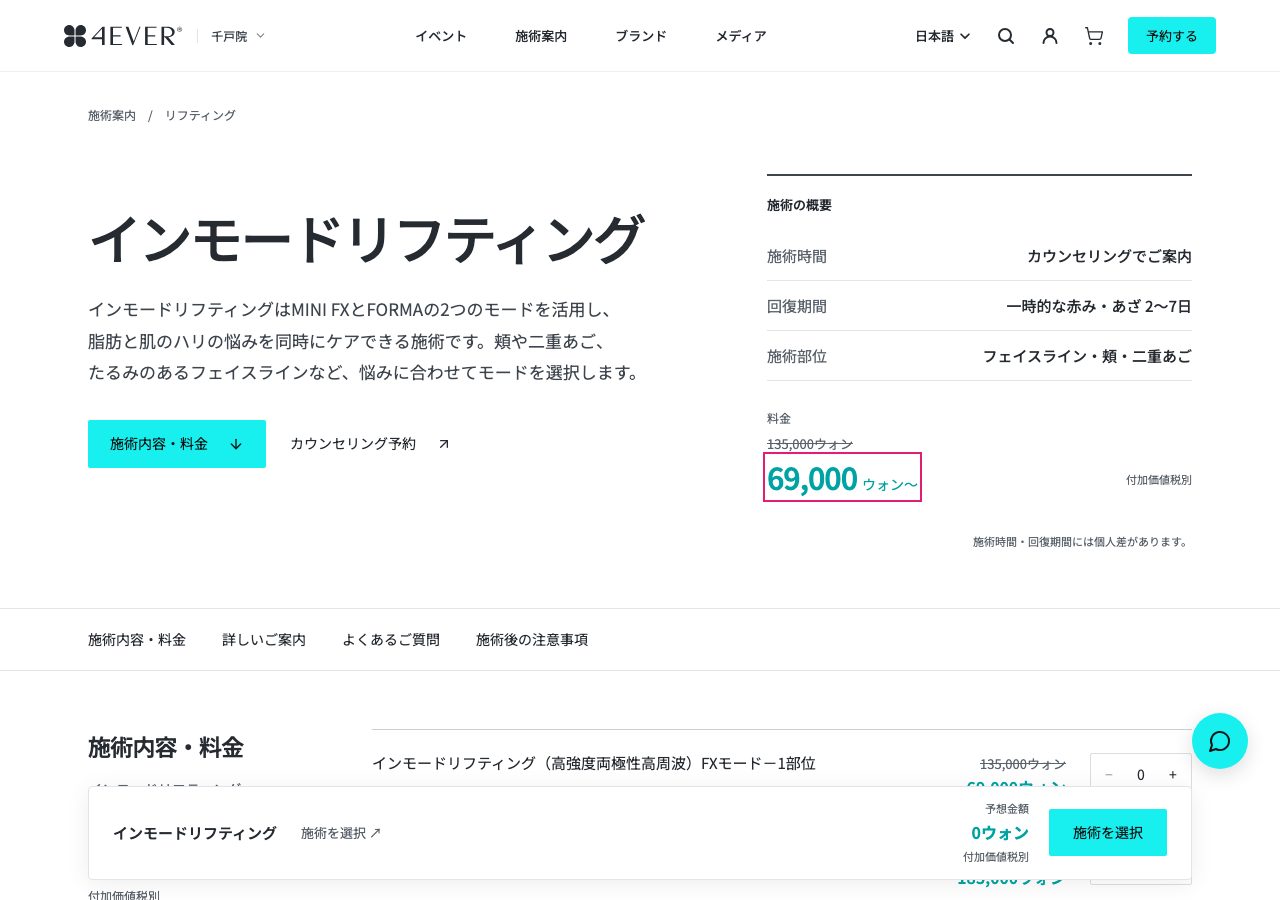 4EVER®
千戸院
イベント
施術案内
ブランド
メディア
日本語
予約する
施術案内 / リフティング
インモードリフティング
インモードリフティングはMINI FXとFORMAの2つのモードを活用し、
脂肪と肌のハリの悩みを同時にケアできる施術です。頬や二重あご、
たるみのあるフェイスラインなど、悩みに合わせてモードを選択します。
施術内容・料金 ↓
カウンセリング予約 ↗
施術の概要
施術時間 カウンセリングでご案内
回復期間 一時的な赤み・あざ 2〜7日
施術部位 フェイスライン・頬・二重あご
料金
135,000ウォン
69,000 ウォン〜
付加価値税別
施術時間・回復期間には個人差があります。
施術内容・料金
詳しいご案内
よくあるご質問
施術後の注意事項
施術内容・料金
インモードリフティング（高強度両極性高周波）FXモード－1部位
135,000ウォン
− 0 +
69,000ウォン
インモードリフティング
施術を選択 ↗
予想金額
0ウォン
付加価値税別
施術を選択
付加価値税別